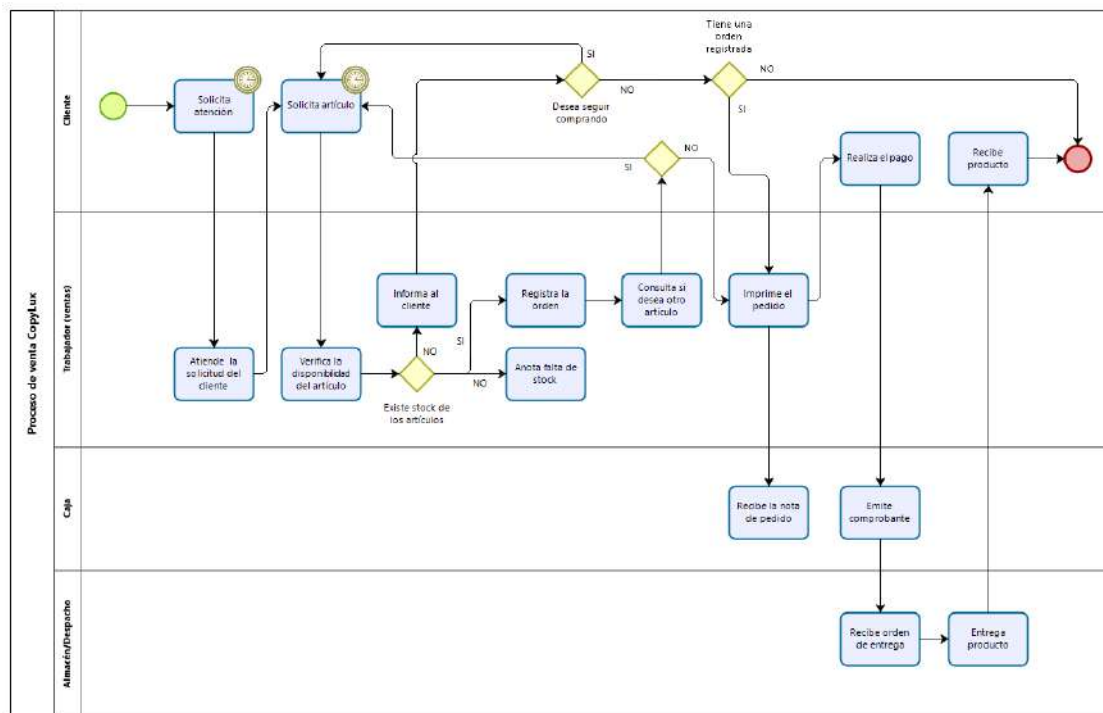 Proceso de venta CopyLux
Cliente
Solicita
atención
Solicita artículo
SI
Desea seguir
comprando
NO
Tiene una
orden
registrada
NO
SI
SI
NO
Realiza el pago
Recibe
producto
Trabajador (ventas)
Atiende la
solicitud del
cliente
Verifica la
disponiblidad
del artículo
Informa al
cliente
NO
SI
NO
Existe stock de
los artículos
Registra la
orden
Anota falta de
stock
Consulta si
desea otro
artículo
Imprime el
pedido
Caja
Recibe la nota
de pedido
Emite
comprobante
Almacén/Despacho
Recibe orden
de entrega
Entrega
producto